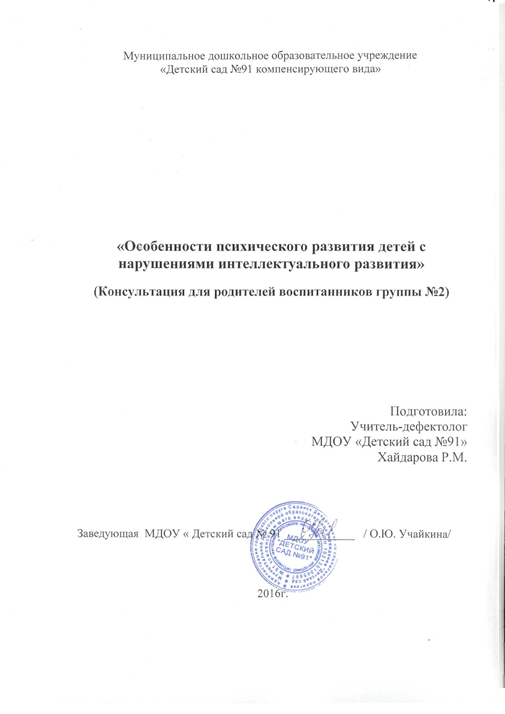 Муниципальное дошкольное образовательное учреждение
«Детский сад №91 компенсирующего вида»
«Особенности психического развития детей с
нарушениями интеллектуального развития»
(Консультация для родителей воспитанников группы №2)
Подготовила:
Учитель-дефектолог
МДОУ «Детский сад №91»
Хайдарова Р.М.
Заведующая МДОУ « Детский сад № 91 / О.Ю. Учайкина/
МДОУ
"ДЕТСКИЙ
САД №91"
2016г.